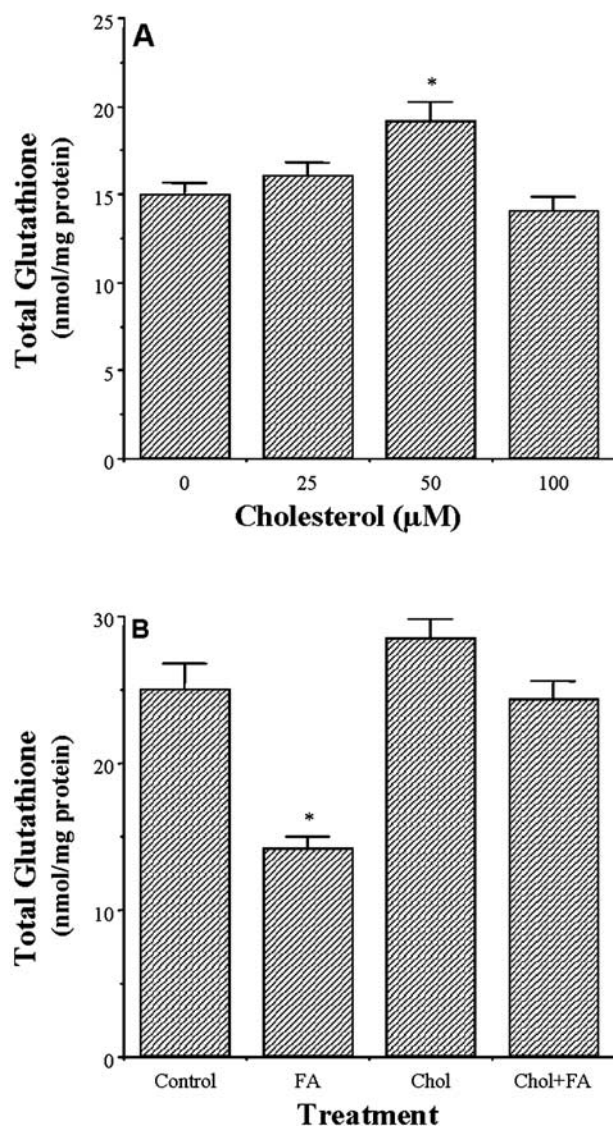 A
25
20
15
10
5
0
Total Glutathione
(nmol/mg protein)
*
0 25 50 100
Cholesterol (µM)
B
30
20
10
0
Total Glutathione
(nmol/mg protein)
*
Control FA Chol Chol+FA
Treatment